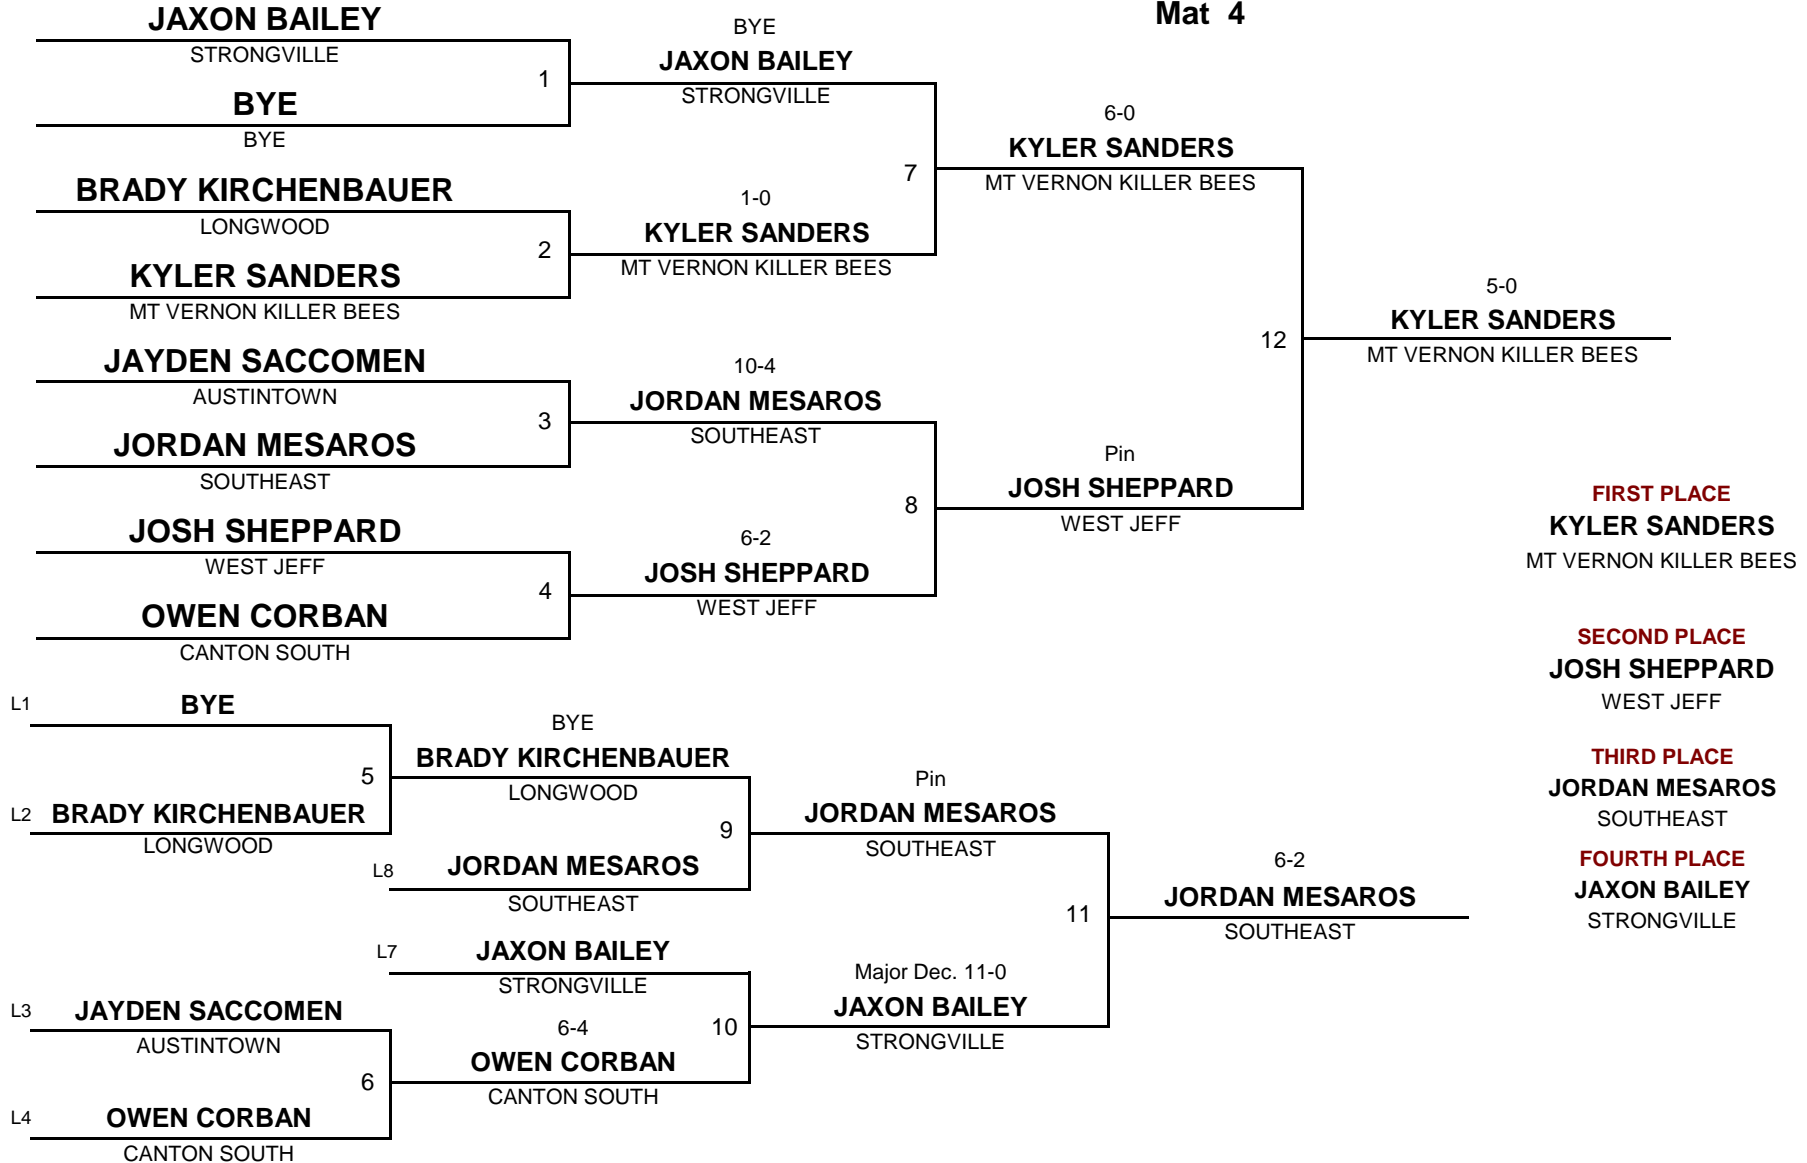 Mat 4
JAXON BAILEY
STRONGVILLE
1
BYE
BYE
BRADY KIRCHENBAUER
LONGWOOD
2
KYLER SANDERS
MT VERNON KILLER BEES
JAYDEN SACCOMEN
AUSTINTOWN
3
JORDAN MESAROS
SOUTHEAST
JOSH SHEPPARD
WEST JEFF
4
OWEN CORBAN
CANTON SOUTH
BYE
JAXON BAILEY
STRONGVILLE
7
1-0
KYLER SANDERS
MT VERNON KILLER BEES
10-4
JORDAN MESAROS
SOUTHEAST
8
6-2
JOSH SHEPPARD
WEST JEFF
6-0
KYLER SANDERS
MT VERNON KILLER BEES
12
Pin
JOSH SHEPPARD
WEST JEFF
5-0
KYLER SANDERS
MT VERNON KILLER BEES
L1 BYE
5
L2 BRADY KIRCHENBAUER
LONGWOOD
L3 JAYDEN SACCOMEN
AUSTINTOWN
6
L4 OWEN CORBAN
CANTON SOUTH
BYE
BRADY KIRCHENBAUER
LONGWOOD
9
L8 JORDAN MESAROS
SOUTHEAST
L7 JAXON BAILEY
STRONGVILLE
10
6-4
OWEN CORBAN
CANTON SOUTH
Pin
JORDAN MESAROS
SOUTHEAST
11
Major Dec. 11-0
JAXON BAILEY
STRONGVILLE
6-2
JORDAN MESAROS
SOUTHEAST
FIRST PLACE
KYLER SANDERS
MT VERNON KILLER BEES
SECOND PLACE
JOSH SHEPPARD
WEST JEFF
THIRD PLACE
JORDAN MESAROS
SOUTHEAST
FOURTH PLACE
JAXON BAILEY
STRONGVILLE